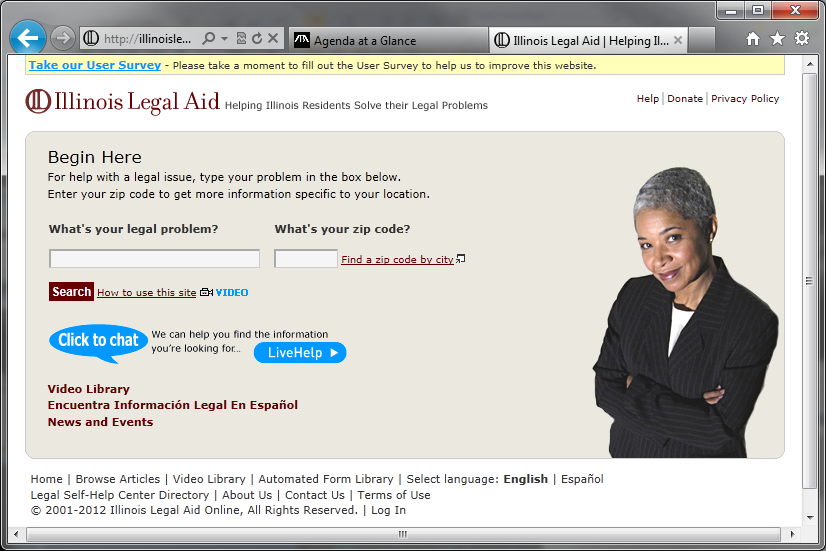 http://illinoisle...
Agenda at a Glance
Illinois Legal Aid | Helping Il...
Take our User Survey - Please take a moment to fill out the User Survey to help us to improve this website.
Illinois Legal Aid Helping Illinois Residents Solve their Legal Problems
Help | Donate | Privacy Policy
Begin Here
For help with a legal issue, type your problem in the box below.
Enter your zip code to get more information specific to your location.
What's your legal problem? What's your zip code?
Find a zip code by city
Search How to use this site VIDEO
Click to chat
We can help you find the information
you're looking for...
LiveHelp
Video Library
Encuentra Información Legal En Español
News and Events
Home | Browse Articles | Video Library | Automated Form Library | Select language: English | Español
Legal Self-Help Center Directory | About Us | Contact Us | Terms of Use
© 2001-2012 Illinois Legal Aid Online, All Rights Reserved. | Log In